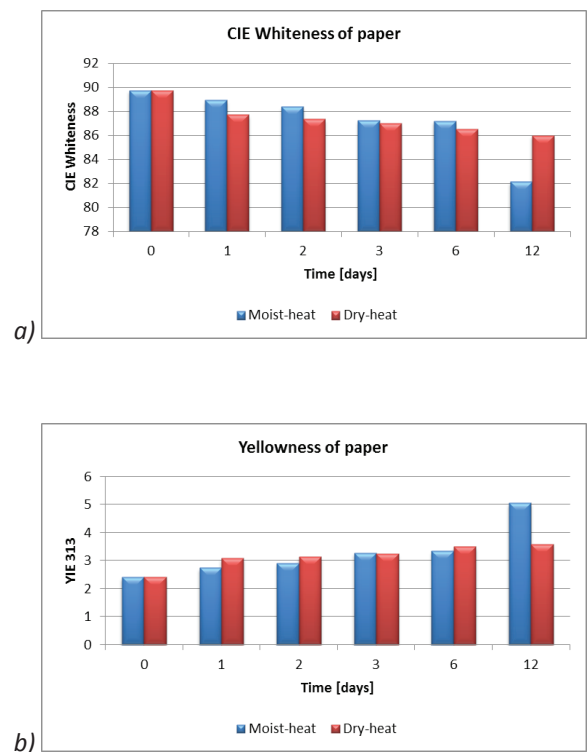 CIE Whiteness of paper
92
90
88
86
84
82
80
78
CIE Whiteness
0 1 2 3 6 12
Time [days]
Moist-heat Dry-heat
a)
Yellowness of paper
6
5
4
3
2
1
0
YIE 313
0 1 2 3 6 12
Time [days]
Moist-heat Dry-heat
b)